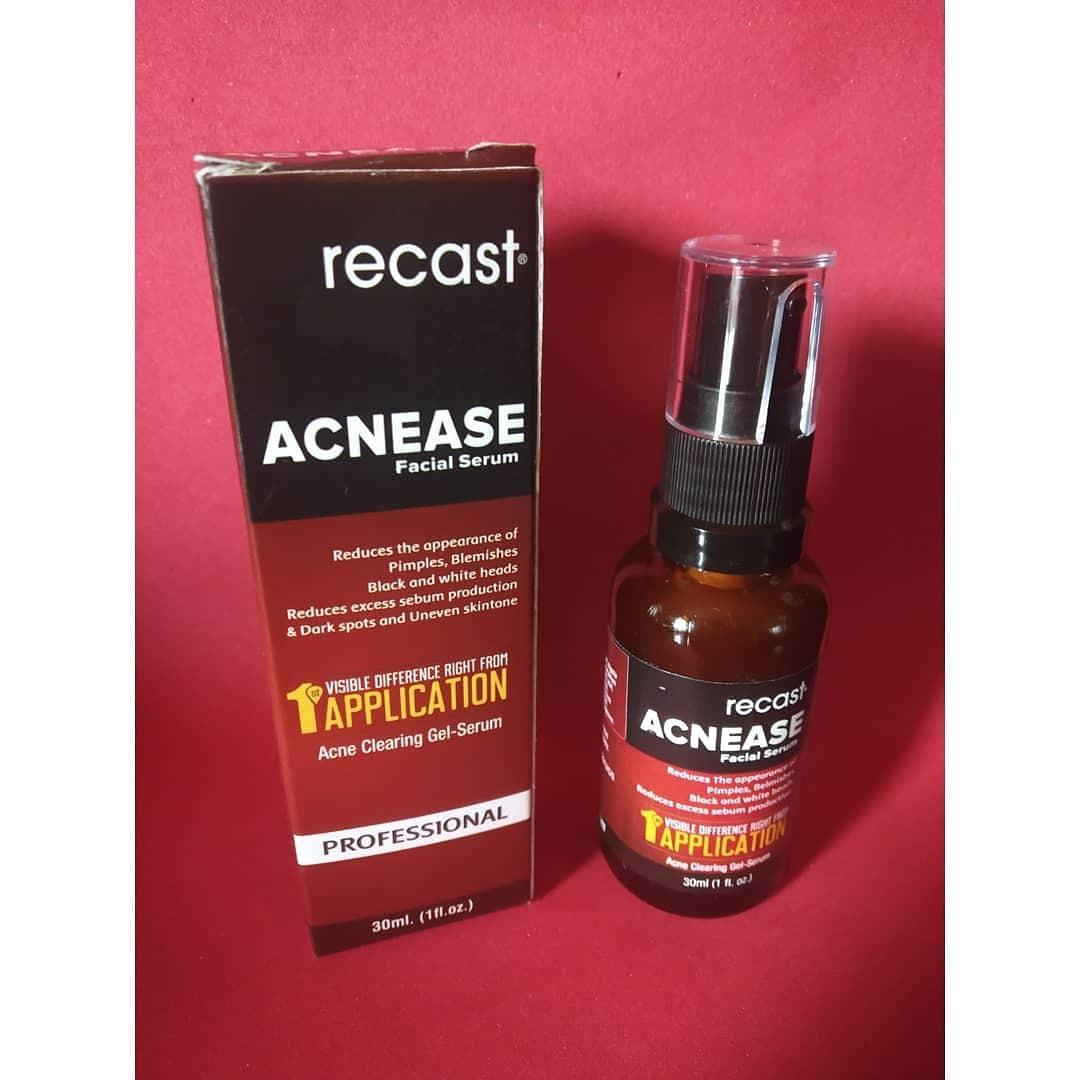 recast®
ACNEASE
Facial Serum
Reduces the appearance of
Pimples, Blemishes
Black and white heads
Reduces excess sebum production
& Dark spots and Uneven skintone
1st VISIBLE DIFFERENCE RIGHT FROM
APPLICATION
Acne Clearing Gel-Serum
PROFESSIONAL
30ml. (1fl.oz.)
recast
ACNEASE
Facial Serum
Reduces The appearance of
Pimples, Belmishes,
Black and white heads,
Reduces excess sebum production
1st VISIBLE DIFFERENCE RIGHT FROM
APPLICATION
Acne Clearing Gel-Serum
30ml (1 fl. oz.)